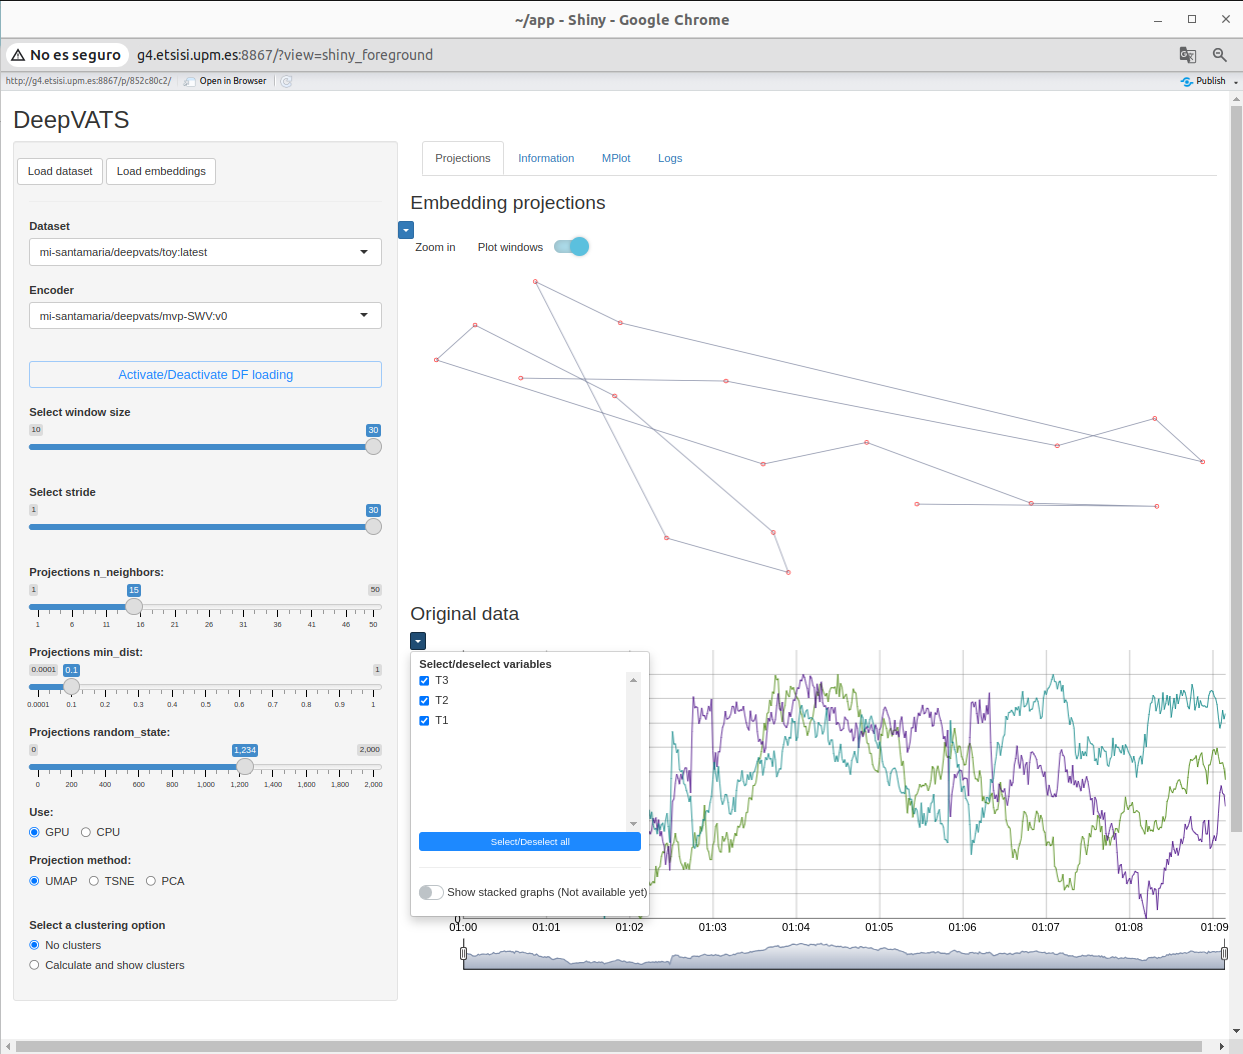 ~/app - Shiny - Google Chrome
No es seguro g4.etsisi.upm.es:8867/?view=shiny_foreground
http://g4.etsisi.upm.es:8867/p/852c80c2/ Open in Browser Publish
DeepVATS
Load dataset Load embeddings
Dataset
mi-santamaria/deepvats/toy:latest
Encoder
mi-santamaria/deepvats/mvp-SWV:v0
Activate/Deactivate DF loading
Select window size
10 30
Select stride
1 30
Projections n_neighbors:
1 15 50
1 6 11 16 21 26 31 36 41 46 50
Projections min_dist:
0.0001 0.1 1
0.0001 0.1 0.2 0.3 0.4 0.5 0.6 0.7 0.8 0.9 1
Projections random_state:
0 1,234 2,000
0 200 400 600 800 1,000 1,200 1,400 1,600 1,800 2,000
Use:
GPU CPU
Projection method:
UMAP TSNE PCA
Select a clustering option
No clusters
Calculate and show clusters
Projections Information MPlot Logs
Embedding projections
Zoom in Plot windows
Original data
Select/deselect variables
T3
T2
T1
Select/Deselect all
Show stacked graphs (Not available yet)
0
01:00 01:01 01:02 01:03 01:04 01:05 01:06 01:07 01:08 01:09